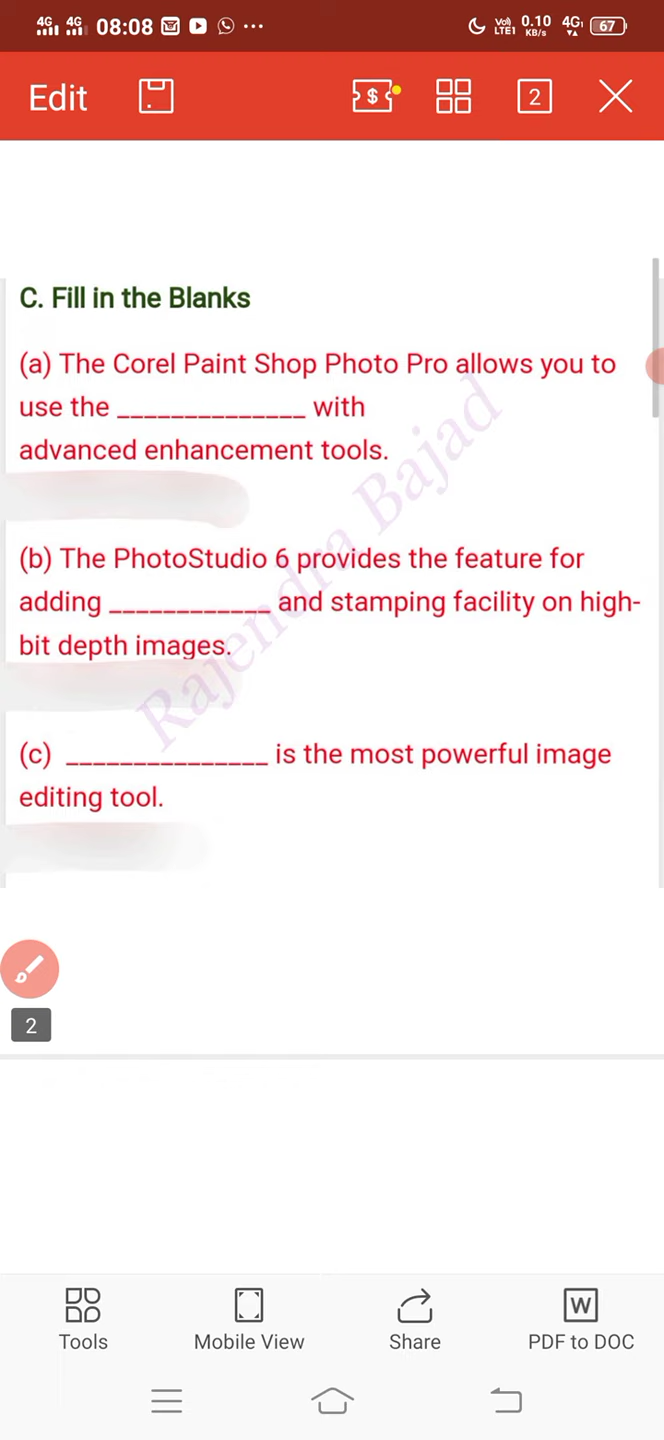 4G 4G 08:08 ... Vo) LTE1 0.10 KB/s 4G 67
Edit $ 2
C. Fill in the Blanks
(a) The Corel Paint Shop Photo Pro allows you to
use the ______________ with
advanced enhancement tools.
(b) The PhotoStudio 6 provides the feature for
adding ____________ and stamping facility on high-
bit depth images.
(c) _______________ is the most powerful image
editing tool.
Rajendra Bajad
2
Tools Mobile View Share W PDF to DOC